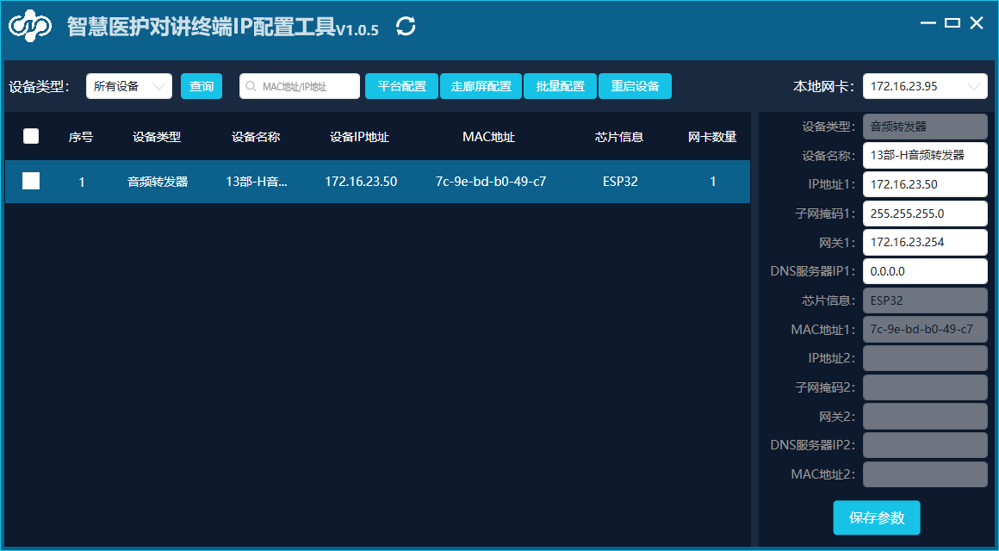 智慧医护对讲终端IP配置工具V1.0.5
设备类型: 所有设备 查询 MAC地址/IP地址 平台配置 走廊屏配置 批量配置 重启设备 本地网卡: 172.16.23.95
序号 设备类型 设备名称 设备IP地址 MAC地址 芯片信息 网卡数量
1 音频转发器 13部-H音... 172.16.23.50 7c-9e-bd-b0-49-c7 ESP32 1
设备类型: 音频转发器
设备名称: 13部-H音频转发器
IP地址1: 172.16.23.50
子网掩码1: 255.255.255.0
网关1: 172.16.23.254
DNS服务器IP1: 0.0.0.0
芯片信息: ESP32
MAC地址1: 7c-9e-bd-b0-49-c7
IP地址2:
子网掩码2:
网关2:
DNS服务器IP2:
MAC地址2:
保存参数